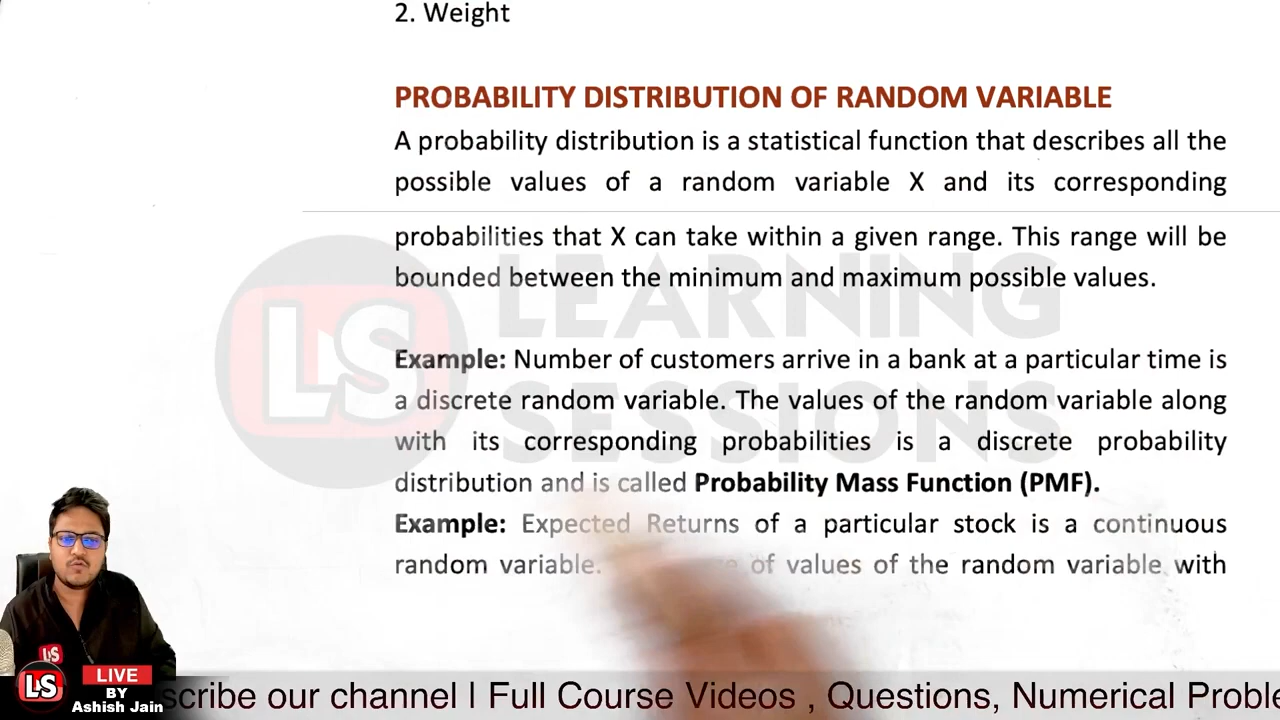 2. Weight
PROBABILITY DISTRIBUTION OF RANDOM VARIABLE
A probability distribution is a statistical function that describes all the
possible values of a random variable X and its corresponding
probabilities that X can take within a given range. This range will be
bounded between the minimum and maximum possible values.
LEARNING
LS
SESSIONS
Example: Number of customers arrive in a bank at a particular time is
a discrete random variable. The values of the random variable along
with its corresponding probabilities is a discrete probability
distribution and is called Probability Mass Function (PMF).
Example: Expected Returns of a particular stock is a continuous
random variable. of values of the random variable with
LS
LS
LIVE
BY
Ashish Jain
scribe our channel | Full Course Videos , Questions, Numerical